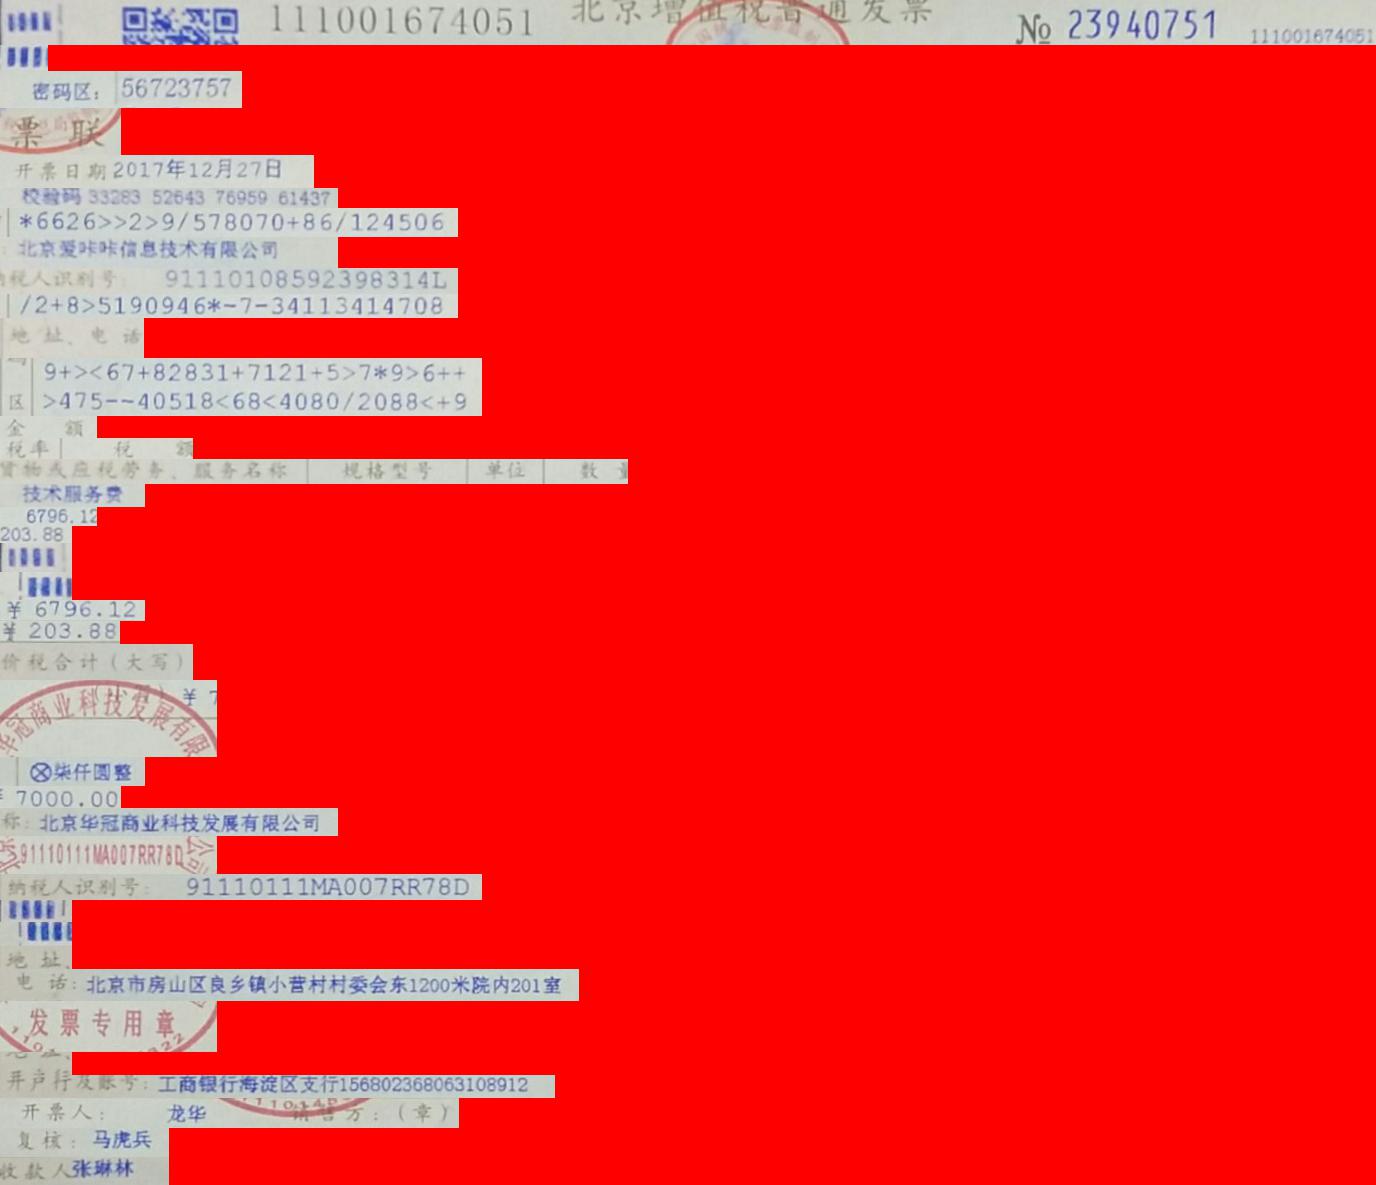 111001674051 北京增值税普通发票 № 23940751 111001674051
密码区: 56723757
票 联
开票日期 2017年12月27日
校验码 33283 52643 76959 61437
*6626>>2>9/578070+86/124506
: 北京爱咔咔信息技术有限公司
纳税人识别号: 91110108592398314L
/2+8>5190946*-7-34113414708
地 址、电 话
9+><67+82831+7121+5>7*9>6++
区 >475--40518<68<4080/2088<+9
金 额
税率 税 额
货物或应税劳务、服务名称 规格型号 单位 数 量
技术服务费
6796.12
203.88
¥ 6796.12
¥ 203.88
价税合计(大写)
¥ 7
华冠商业科技发展有限
⊗柒仟圆整
¥ 7000.00
称: 北京华冠商业科技发展有限公司
91110111MA007RR78D 公司
纳税人识别号: 91110111MA007RR78D
地 址、
电 话: 北京市房山区良乡镇小营村村委会东1200米院内201室
发票专用章
开户行及账号: 工商银行海淀区支行156802368063108912
开票人: 龙华 销售方:(章)
复核: 马虎兵
收款人 张琳林